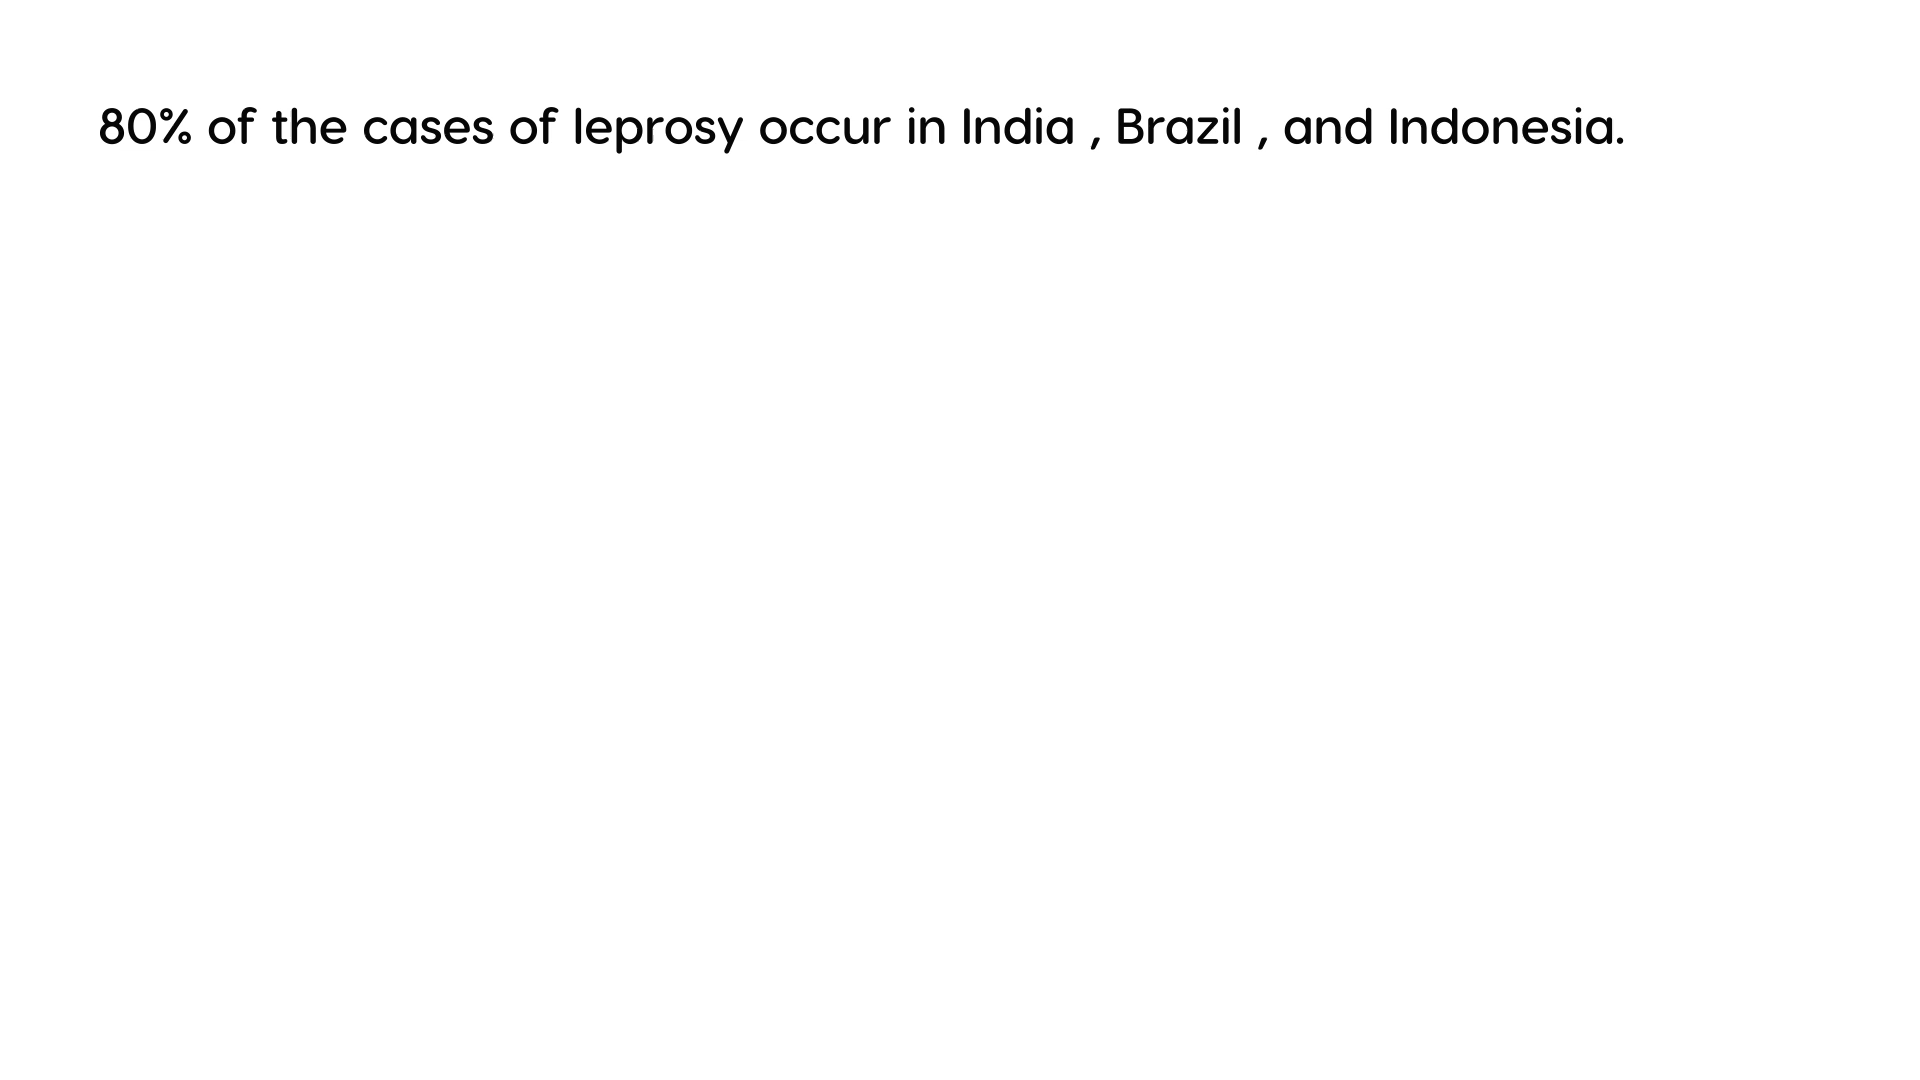 80% of the cases of leprosy occur in India , Brazil , and Indonesia.